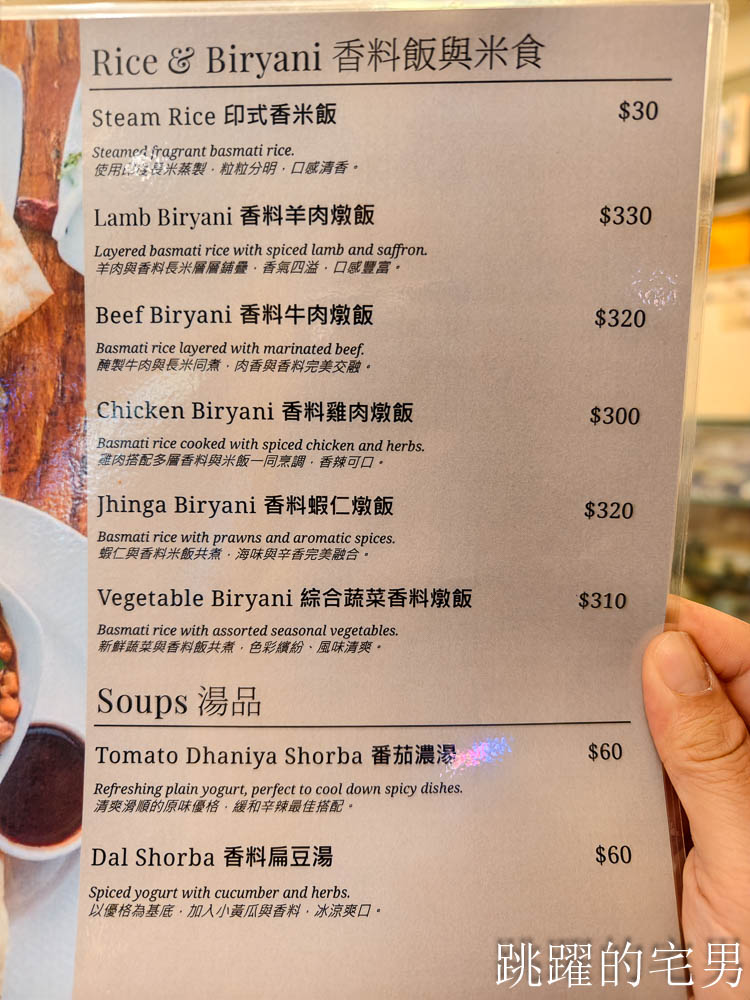 Rice & Biryani 香料飯與米食
Steam Rice 印式香米飯 $30
Steamed fragrant basmati rice.
使用印度長米蒸製，粒粒分明，口感清香。
Lamb Biryani 香料羊肉燉飯 $330
Layered basmati rice with spiced lamb and saffron.
羊肉與香料長米層層鋪疊，香氣四溢，口感豐富。
Beef Biryani 香料牛肉燉飯 $320
Basmati rice layered with marinated beef.
醃製牛肉與長米同煮，肉香與香料完美交融。
Chicken Biryani 香料雞肉燉飯 $300
Basmati rice cooked with spiced chicken and herbs.
雞肉搭配多層香料與米飯一同烹調，香辣可口。
Jhinga Biryani 香料蝦仁燉飯 $320
Basmati rice with prawns and aromatic spices.
蝦仁與香料米飯共煮，海味與辛香完美融合。
Vegetable Biryani 綜合蔬菜香料燉飯 $310
Basmati rice with assorted seasonal vegetables.
新鮮蔬菜與香料飯共煮，色彩繽紛、風味清爽。
Soups 湯品
Tomato Dhaniya Shorba 番茄濃湯 $60
Refreshing plain yogurt, perfect to cool down spicy dishes.
清爽滑順的原味優格，緩和辛辣最佳搭配。
Dal Shorba 香料扁豆湯 $60
Spiced yogurt with cucumber and herbs.
以優格為基底，加入小黃瓜與香料，冰涼爽口。
跳躍的宅男